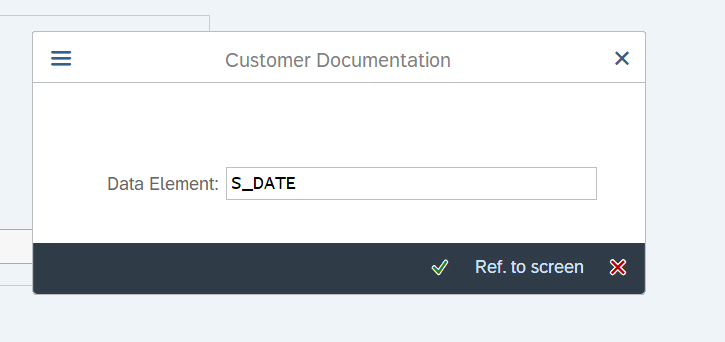 Customer Documentation
Data Element: S_DATE
Ref. to screen